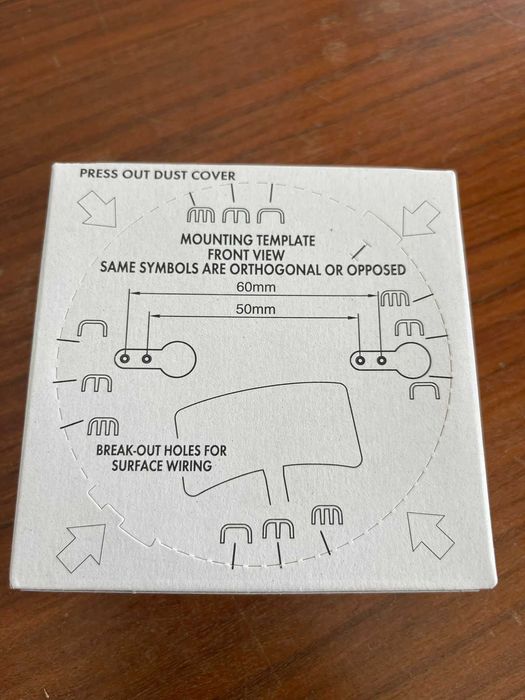 PRESS OUT DUST COVER
MOUNTING TEMPLATE
FRONT VIEW
SAME SYMBOLS ARE ORTHOGONAL OR OPPOSED
60mm
50mm
BREAK-OUT HOLES FOR
SURFACE WIRING